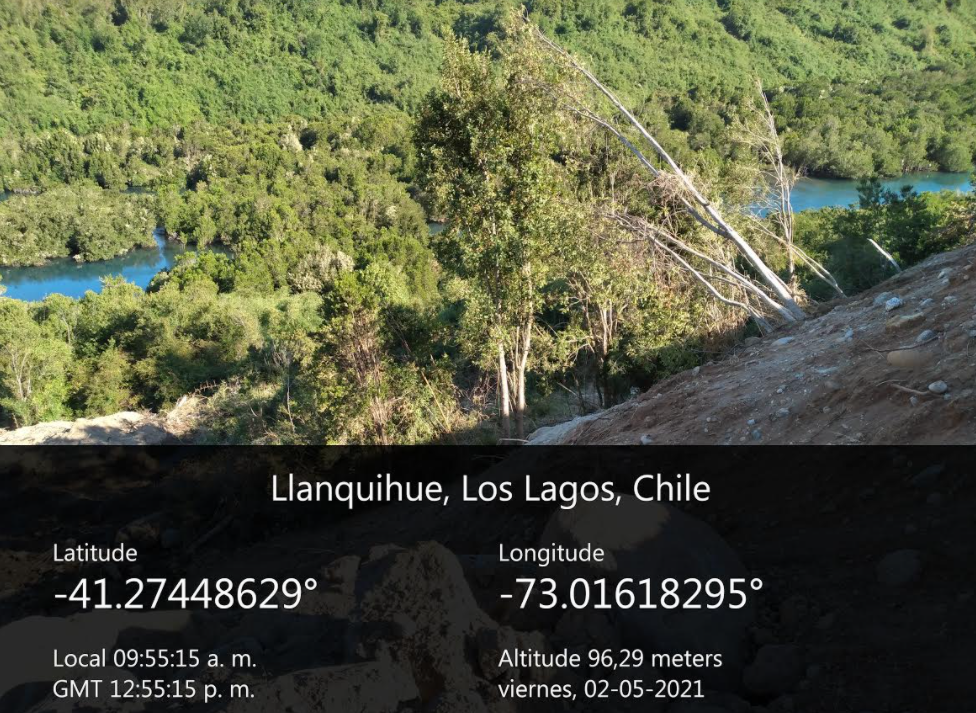 Llanquihue, Los Lagos, Chile
Latitude
-41.27448629°
Longitude
-73.01618295°
Local 09:55:15 a. m.
GMT 12:55:15 p. m.
Altitude 96,29 meters
viernes, 02-05-2021